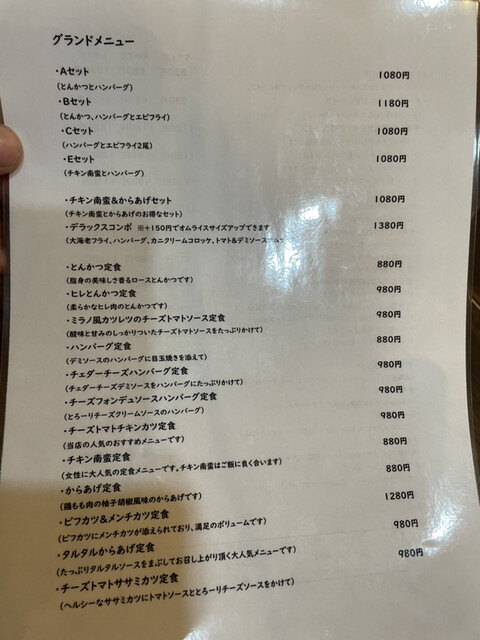 グランドメニュー
・Aセット 1080円
(とんかつとハンバーグ)
・Bセット 1180円
(とんかつ、ハンバーグとエビフライ)
・Cセット 1080円
(ハンバーグとエビフライ2尾)
・Eセット 1080円
(チキン南蛮とハンバーグ)
・チキン南蛮&からあげセット 1080円
(チキン南蛮とからあげのお得なセット)
・デラックスコンボ ※+150円でオムライスサイズアップできます 1380円
(大海老フライ、ハンバーグ、カニクリームコロッケ、トマト&デミソース
・とんかつ定食 880円
(脂身の美味しさ香るロースとんかつです)
・ヒレとんかつ定食 980円
(柔らかなヒレ肉のとんかつです)
・ミラノ風カツレツのチーズトマトソース定食 980円
(酸味と甘みのしっかりついたチーズトマトソースをたっぷりかけて)
・ハンバーグ定食 880円
(デミソースのハンバーグに目玉焼きを添えて)
・チェダーチーズハンバーグ定食 980円
(チェダーチーズデミソースをハンバーグにたっぷりかけて)
・チーズフォンデュソースハンバーグ定食 980円
(とろーりチーズクリームソースのハンバーグ)
・チーズトマトチキンカツ定食 980円
(当店の人気のおすすめメニューです)
・チキン南蛮定食 880円
(女性に大人気の定食メニューです。チキン南蛮はご飯に良く合います)
・からあげ定食 880円
(鶏もも肉の柚子胡椒風味のからあげです)
・ビフカツ&メンチカツ定食 1280円
(ビフカツにメンチカツが添えられており、満足のボリュームです)
・タルタルからあげ定食 980円
(たっぷりタルタルソースをまぶしてお召し上がり頂く大人気メニューです)
・チーズトマトササミカツ定食 980円
(ヘルシーなササミカツにトマトソースととろーりチーズソースをかけて)